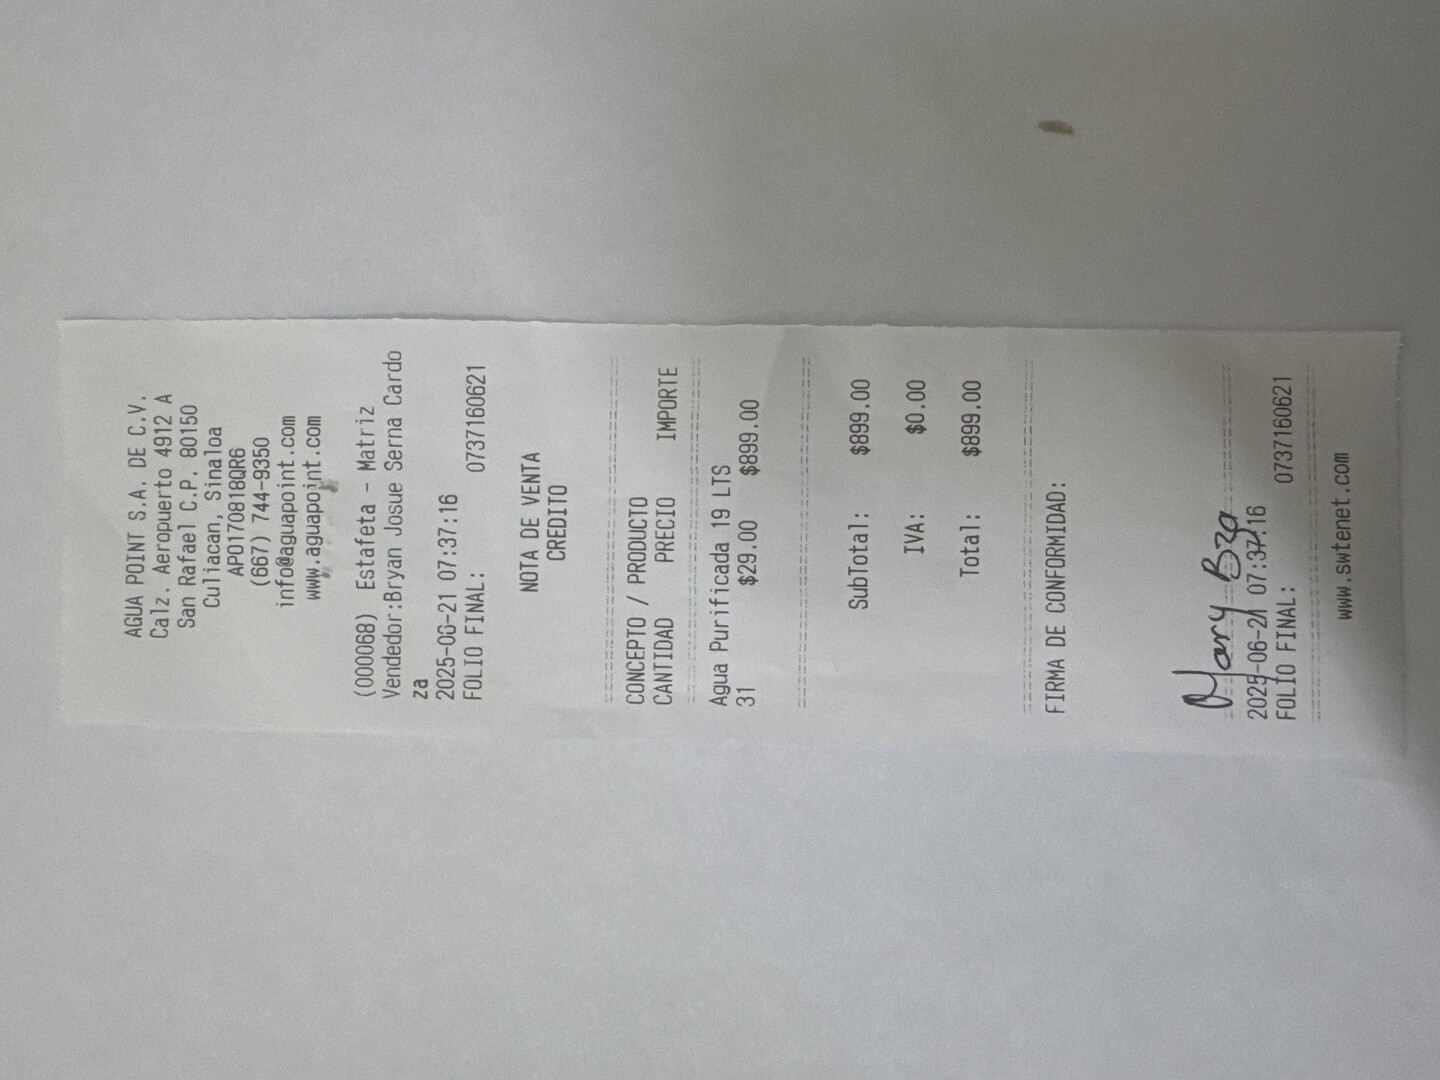 AGUA POINT S.A. DE C.V.
Calz. Aeropuerto 4912 A
San Rafael C.P. 80150
Culiacan, Sinaloa
APO170818QR6
(667) 744-9350
info@aguapoint.com
www.aguapoint.com
(000068) Estafeta - Matriz
Vendedor:Bryan Josue Serna Cardo
za
2025-06-21 07:37:16
FOLIO FINAL: 0737160621
NOTA DE VENTA
CREDITO
CONCEPTO / PRODUCTO
CANTIDAD PRECIO IMPORTE
Agua Purificada 19 LTS
31 $29.00 $899.00
SubTotal: $899.00
IVA: $0.00
Total: $899.00
FIRMA DE CONFORMIDAD:
Mary Bza
2025-06-21 07:37:16
FOLIO FINAL: 0737160621
www.swtenet.com